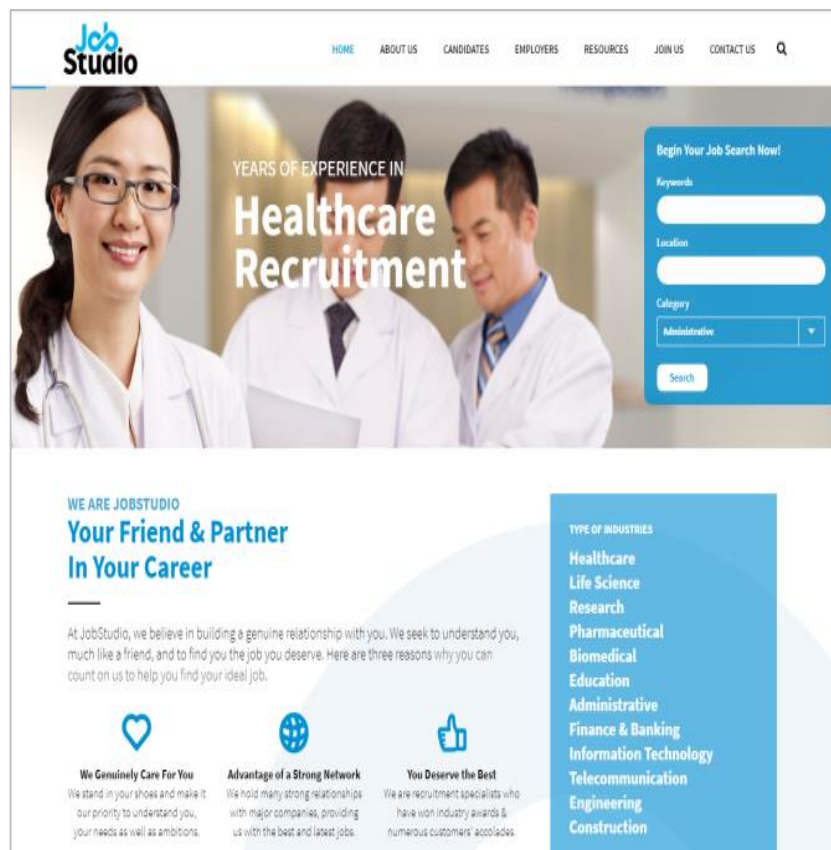 Job
Studio
HOME ABOUT US CANDIDATES EMPLOYERS RESOURCES JOIN US CONTACT US
YEARS OF EXPERIENCE IN
Healthcare
Recruitment
Begin Your Job Search Now!
Keywords
Location
Category
Administrative
Search
WE ARE JOBSTUDIO
Your Friend & Partner
In Your Career
At JobStudio, we believe in building a genuine relationship with you. We seek to understand you,
much like a friend, and to find you the job you deserve. Here are three reasons why you can
count on us to help you find your ideal job.
We Genuinely Care For You
We stand in your shoes and make it
our priority to understand you,
your needs as well as ambitions.
Advantage of a Strong Network
We hold many strong relationships
with major companies, providing
us with the best and latest jobs.
You Deserve the Best
We are recruitment specialists who
have won industry awards &
numerous customers' accolades.
TYPE OF INDUSTRIES
Healthcare
Life Science
Research
Pharmaceutical
Biomedical
Education
Administrative
Finance & Banking
Information Technology
Telecommunication
Engineering
Construction